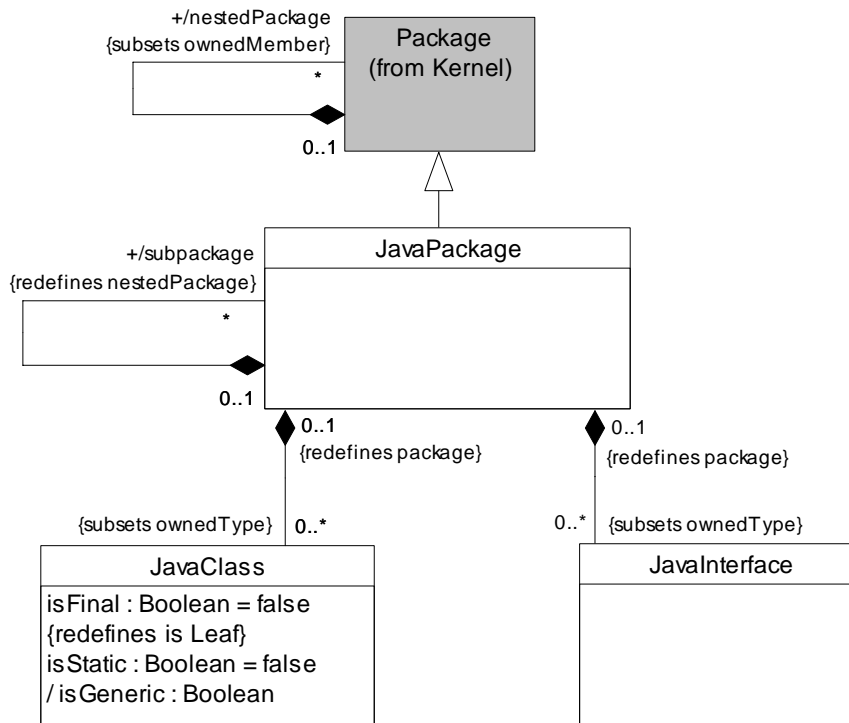 +/nestedPackage
{subsets ownedMember}
*
0..1
Package
(from Kernel)
+/subpackage
{redefines nestedPackage}
*
0..1
JavaPackage
0..1
{redefines package}
0..1
{redefines package}
{subsets ownedType}
0..*
0..*
{subsets ownedType}
JavaClass
isFinal : Boolean = false
{redefines is Leaf}
isStatic : Boolean = false
/ isGeneric : Boolean
JavaInterface